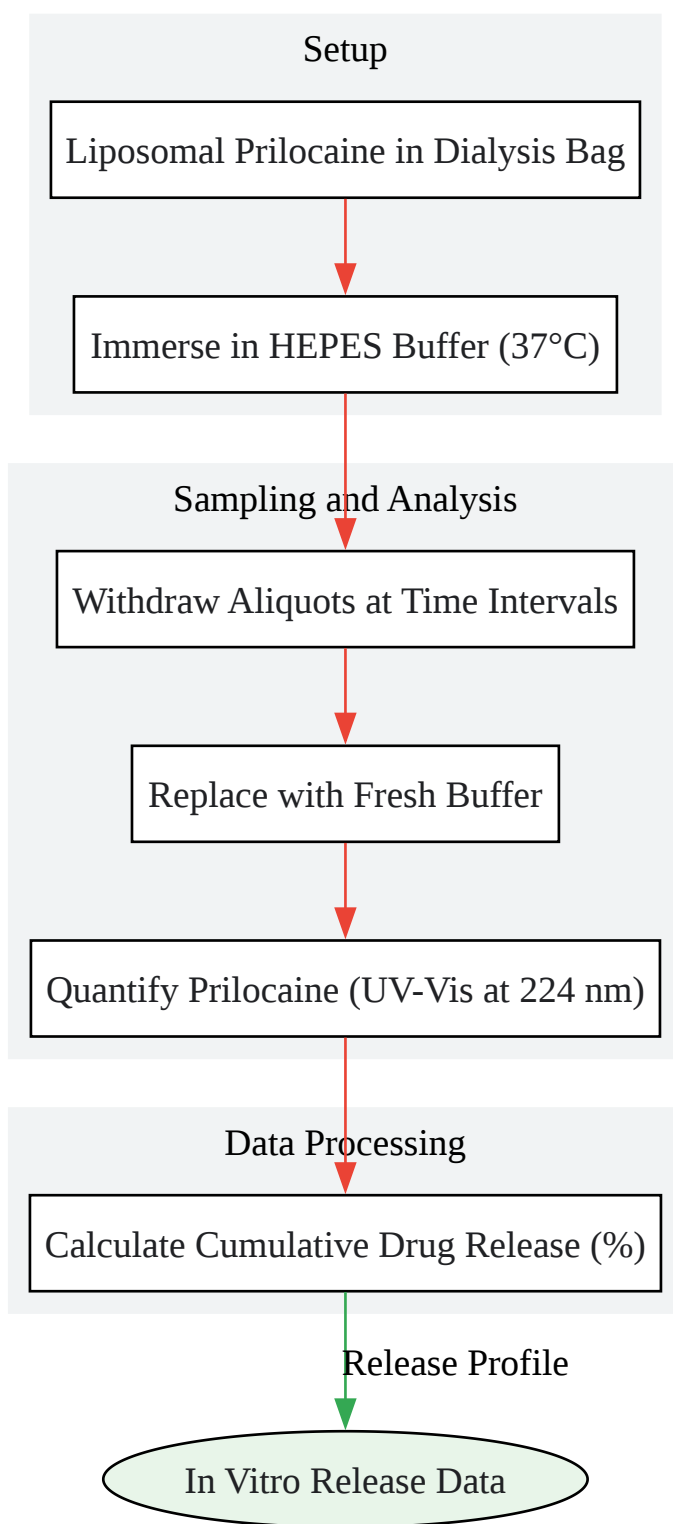 Setup
Liposomal Prilocaine in Dialysis Bag
Immerse in HEPES Buffer (37°C)
Sampling and Analysis
Withdraw Aliquots at Time Intervals
Replace with Fresh Buffer
Quantify Prilocaine (UV-Vis at 224 nm)
Data Processing
Calculate Cumulative Drug Release (%)
Release Profile
In Vitro Release Data